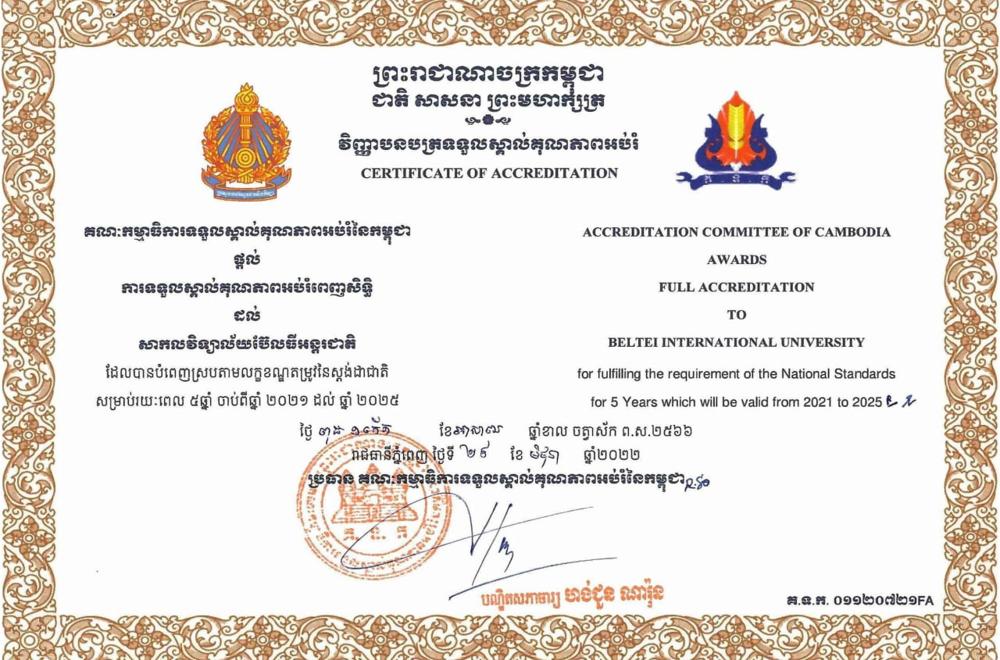 ព្រះរាជាណាចក្រកម្ពុជា
ជាតិ សាសនា ព្រះមហាក្សត្រ
វិញ្ញាបនបត្រទទួលស្គាល់គុណភាពអប់រំ
CERTIFICATE OF ACCREDITATION
គ.ទ.ក
គណៈកម្មាធិការទទួលស្គាល់គុណភាពអប់រំនៃកម្ពុជា
ផ្តល់
ការទទួលស្គាល់គុណភាពអប់រំពេញសិទ្ធិ
ដល់
សាកលវិទ្យាល័យប៊ែលធីអន្តរជាតិ
ដែលបានបំពេញស្របតាមលក្ខខណ្ឌតម្រូវនៃស្តង់ដាជាតិ
សម្រាប់រយៈពេល ៥ឆ្នាំ ចាប់ពីឆ្នាំ ២០២១ ដល់ ឆ្នាំ ២០២៥
ACCREDITATION COMMITTEE OF CAMBODIA
AWARDS
FULL ACCREDITATION
TO
BELTEI INTERNATIONAL UNIVERSITY
for fulfilling the requirement of the National Standards
for 5 Years which will be valid from 2021 to 2025
ថ្ងៃ ពុធ ១កើត ខែអាសាឍ ឆ្នាំខាល ចត្វាស័ក ព.ស.២៥៦៦
រាជធានីភ្នំពេញ ថ្ងៃទី ២៩ ខែ មិថុនា ឆ្នាំ២០២២
ប្រធាន គណៈកម្មាធិការទទួលស្គាល់គុណភាពអប់រំនៃកម្ពុជា
គ.ទ.ក
បណ្ឌិតសភាចារ្យ ហង់ជួន ណារ៉ុន
គ.ទ.ក. ០១១២០៧២១FA